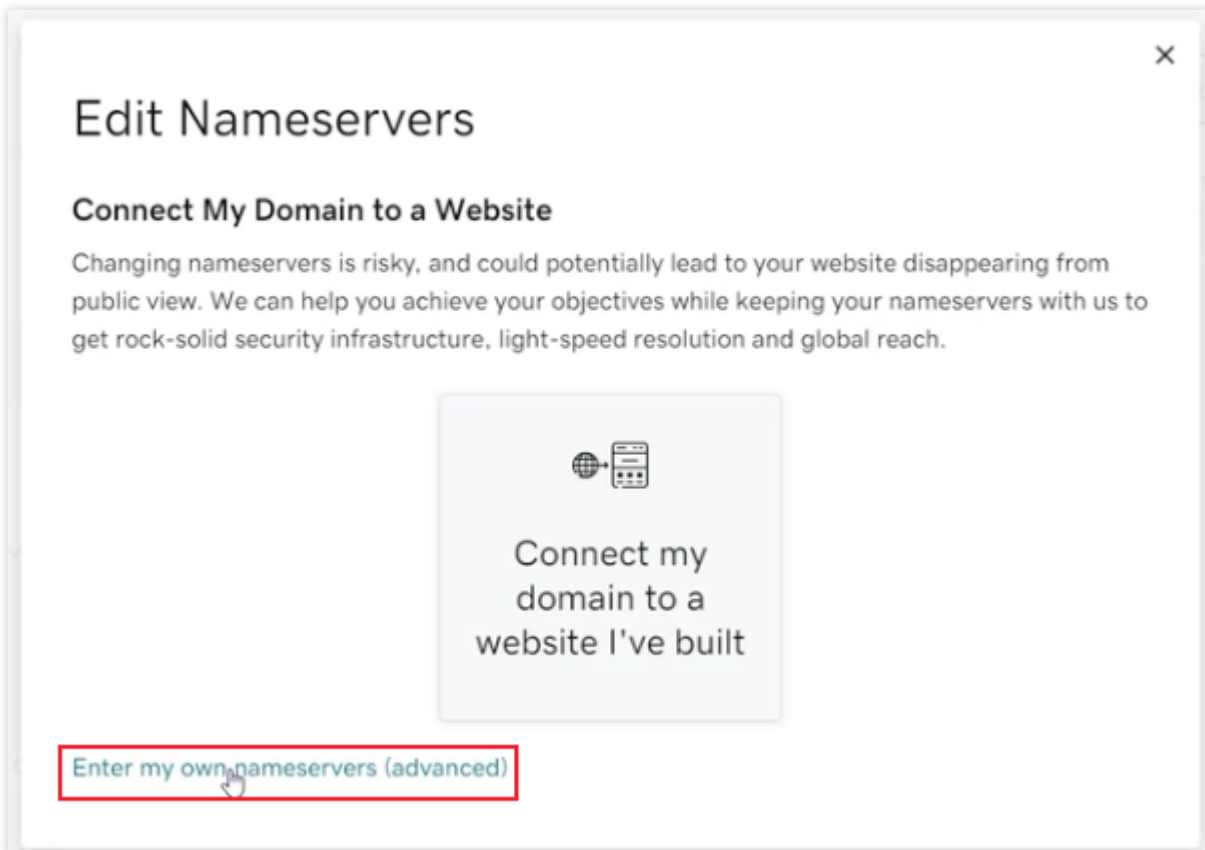 Edit Nameservers
Connect My Domain to a Website
Changing nameservers is risky, and could potentially lead to your website disappearing from
public view. We can help you achieve your objectives while keeping your nameservers with us to
get rock-solid security infrastructure, light-speed resolution and global reach.
Connect my
domain to a
website I've built
Enter my own nameservers (advanced)